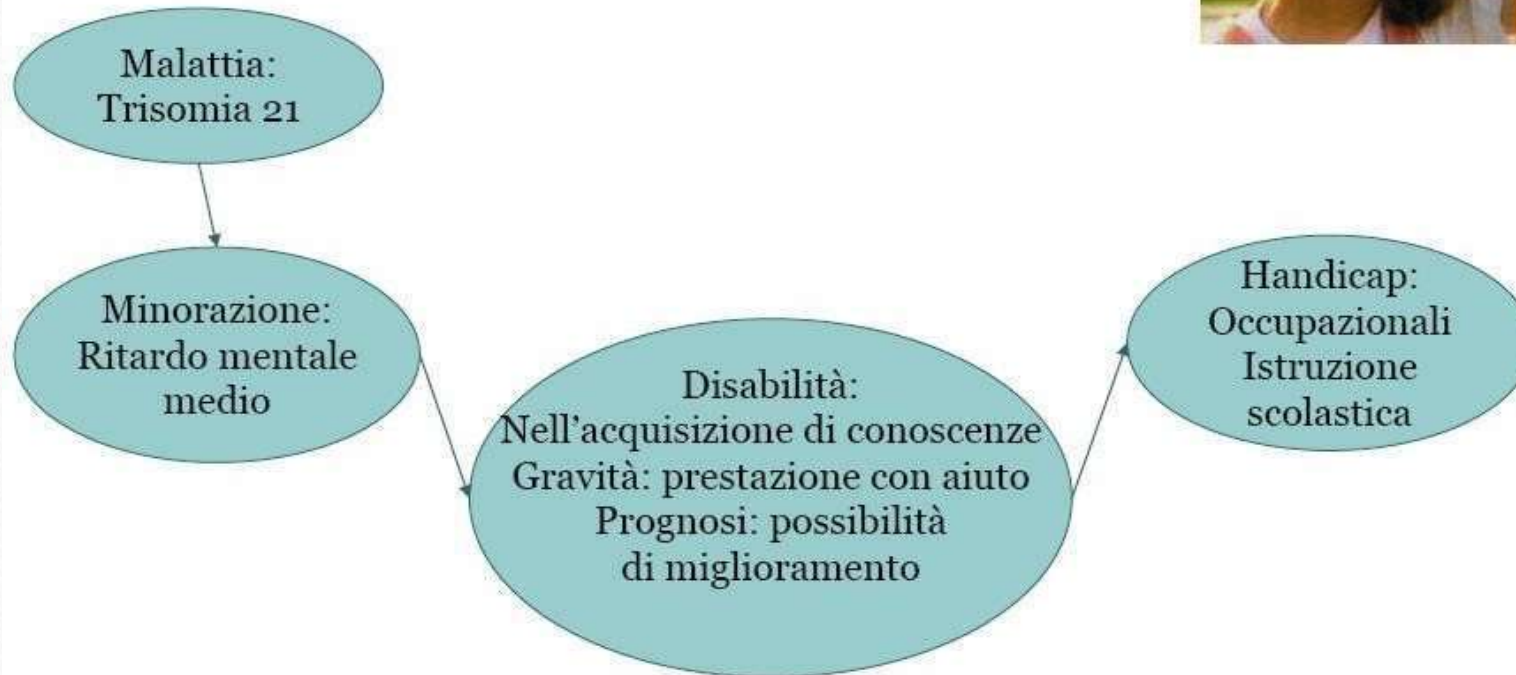 Malattia:
Trisomia 21
Minorazione:
Ritardo mentale
medio
Disabilità:
Nell'acquisizione di conoscenze
Gravità: prestazione con aiuto
Prognosi: possibilità
di miglioramento
Handicap:
Occupazionali
Istruzione
scolastica